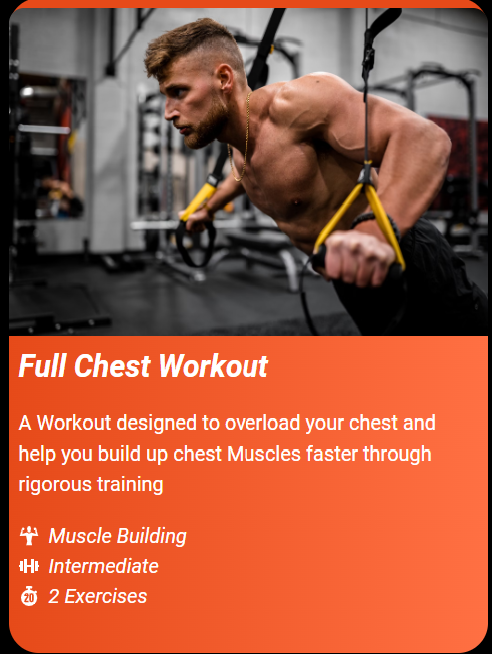 Full Chest Workout
A Workout designed to overload your chest and
help you build up chest Muscles faster through
rigorous training
Muscle Building
Intermediate
20
2 Exercises